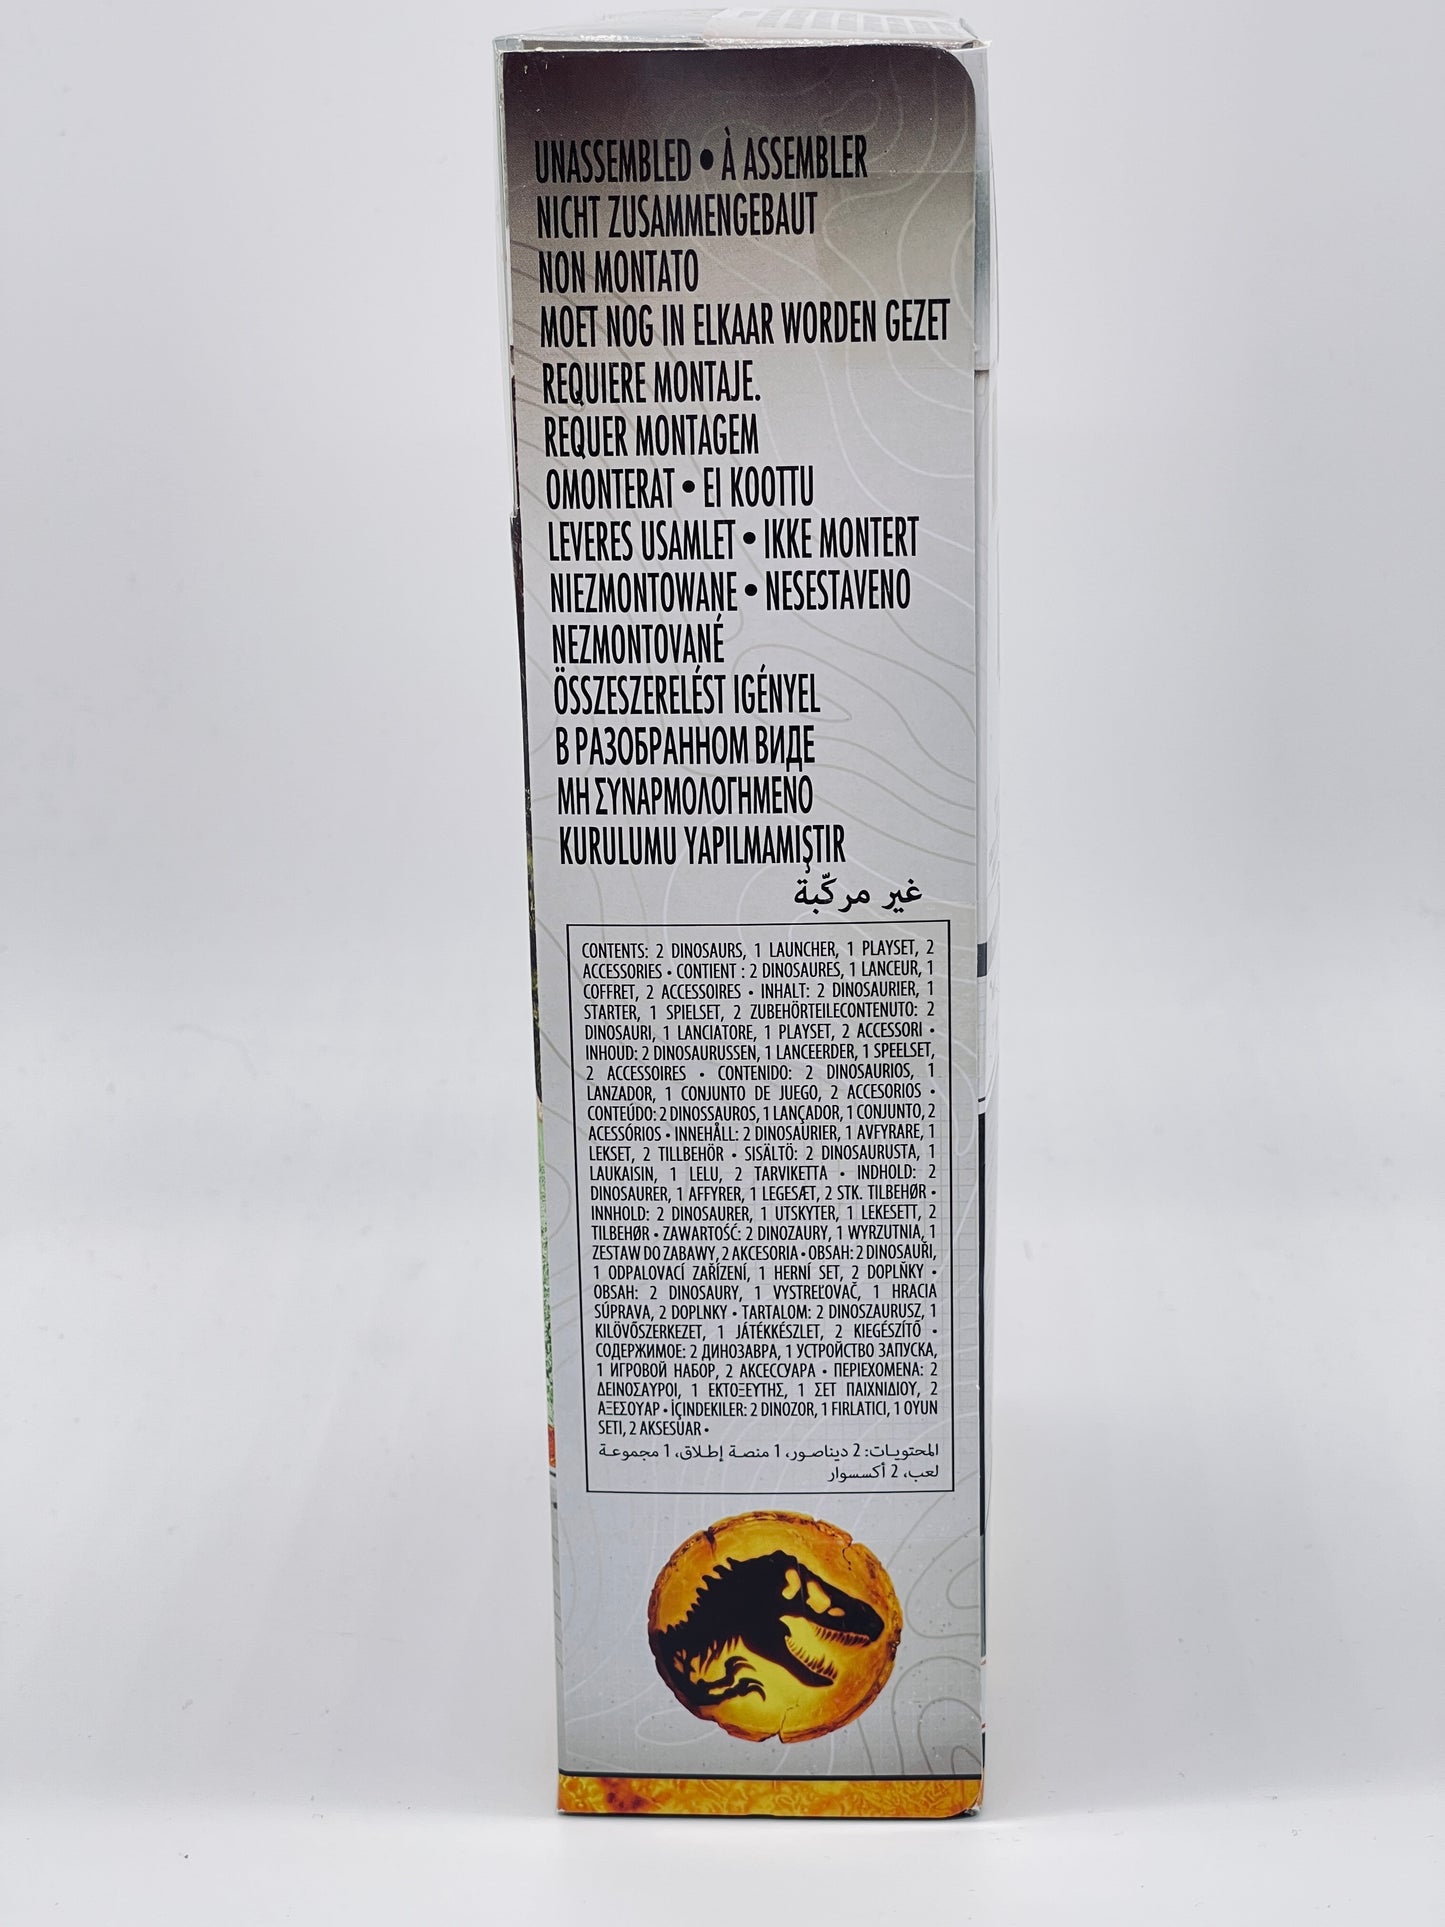 UNASSEMBLED • À ASSEMBLER
NICHT ZUSAMMENGEBAUT
NON MONTATO
MOET NOG IN ELKAAR WORDEN GEZET
REQUIERE MONTAJE.
REQUER MONTAGEM
OMONTERAT • EI KOOTTU
LEVERES USAMLET • IKKE MONTERT
NIEZMONTOWANE • NESESTAVENO
NEZMONTOVANÉ
ÖSSZESZERELÉST IGÉNYEL
В РАЗОБРАННОМ ВИДЕ
ΜΗ ΣΥΝΑΡΜΟΛΟΓΗΜΕΝΟ
KURULUMU YAPILMAMIŞTIR
غير مركّبة
CONTENTS: 2 DINOSAURS, 1 LAUNCHER, 1 PLAYSET, 2
ACCESSORIES • CONTIENT : 2 DINOSAURES, 1 LANCEUR, 1
COFFRET, 2 ACCESSOIRES • INHALT: 2 DINOSAURIER, 1
STARTER, 1 SPIELSET, 2 ZUBEHÖRTEILECONTENUTO: 2
DINOSAURI, 1 LANCIATORE, 1 PLAYSET, 2 ACCESSORI •
INHOUD: 2 DINOSAURUSSEN, 1 LANCEERDER, 1 SPEELSET,
2 ACCESSOIRES • CONTENIDO: 2 DINOSAURIOS, 1
LANZADOR, 1 CONJUNTO DE JUEGO, 2 ACCESORIOS •
CONTEÚDO: 2 DINOSSAUROS, 1 LANÇADOR, 1 CONJUNTO, 2
ACESSÓRIOS • INNEHÅLL: 2 DINOSAURIER, 1 AVFYRARE, 1
LEKSET, 2 TILLBEHÖR • SISÄLTÖ: 2 DINOSAURUSTA, 1
LAUKAISIN, 1 LELU, 2 TARVIKETTA • INDHOLD: 2
DINOSAURER, 1 AFFYRER, 1 LEGESÆT, 2 STK. TILBEHØR •
INNHOLD: 2 DINOSAURER, 1 UTSKYTER, 1 LEKESETT, 2
TILBEHØR • ZAWARTOŚĆ: 2 DINOZAURY, 1 WYRZUTNIA, 1
ZESTAW DO ZABAWY, 2 AKCESORIA • OBSAH: 2 DINOSAUŘI,
1 ODPALOVACÍ ZAŘÍZENÍ, 1 HERNÍ SET, 2 DOPLŇKY •
OBSAH: 2 DINOSAURY, 1 VYSTREĽOVAČ, 1 HRACIA
SÚPRAVA, 2 DOPLNKY • TARTALOM: 2 DINOSZAURUSZ, 1
KILÖVŐSZERKEZET, 1 JÁTÉKKÉSZLET, 2 KIEGÉSZÍTŐ •
СОДЕРЖИМОЕ: 2 ДИНОЗАВРА, 1 УСТРОЙСТВО ЗАПУСКА,
1 ИГРОВОЙ НАБОР, 2 АКСЕССУАРА • ΠΕΡΙΕΧΟΜΕΝΑ: 2
ΔΕΙΝΟΣΑΥΡΟΙ, 1 ΕΚΤΟΞΕΥΤΗΣ, 1 ΣΕΤ ΠΑΙΧΝΙΔΙΟΥ, 2
ΑΞΕΣΟΥΑΡ • İÇİNDEKİLER: 2 DİNOZOR, 1 FIRLATICI, 1 OYUN
SETİ, 2 AKSESUAR •
المحتويـات: 2 ديناصـور، 1 منصـة إطـلاق، 1 مجموعـة
لعب، 2 أكسسوار